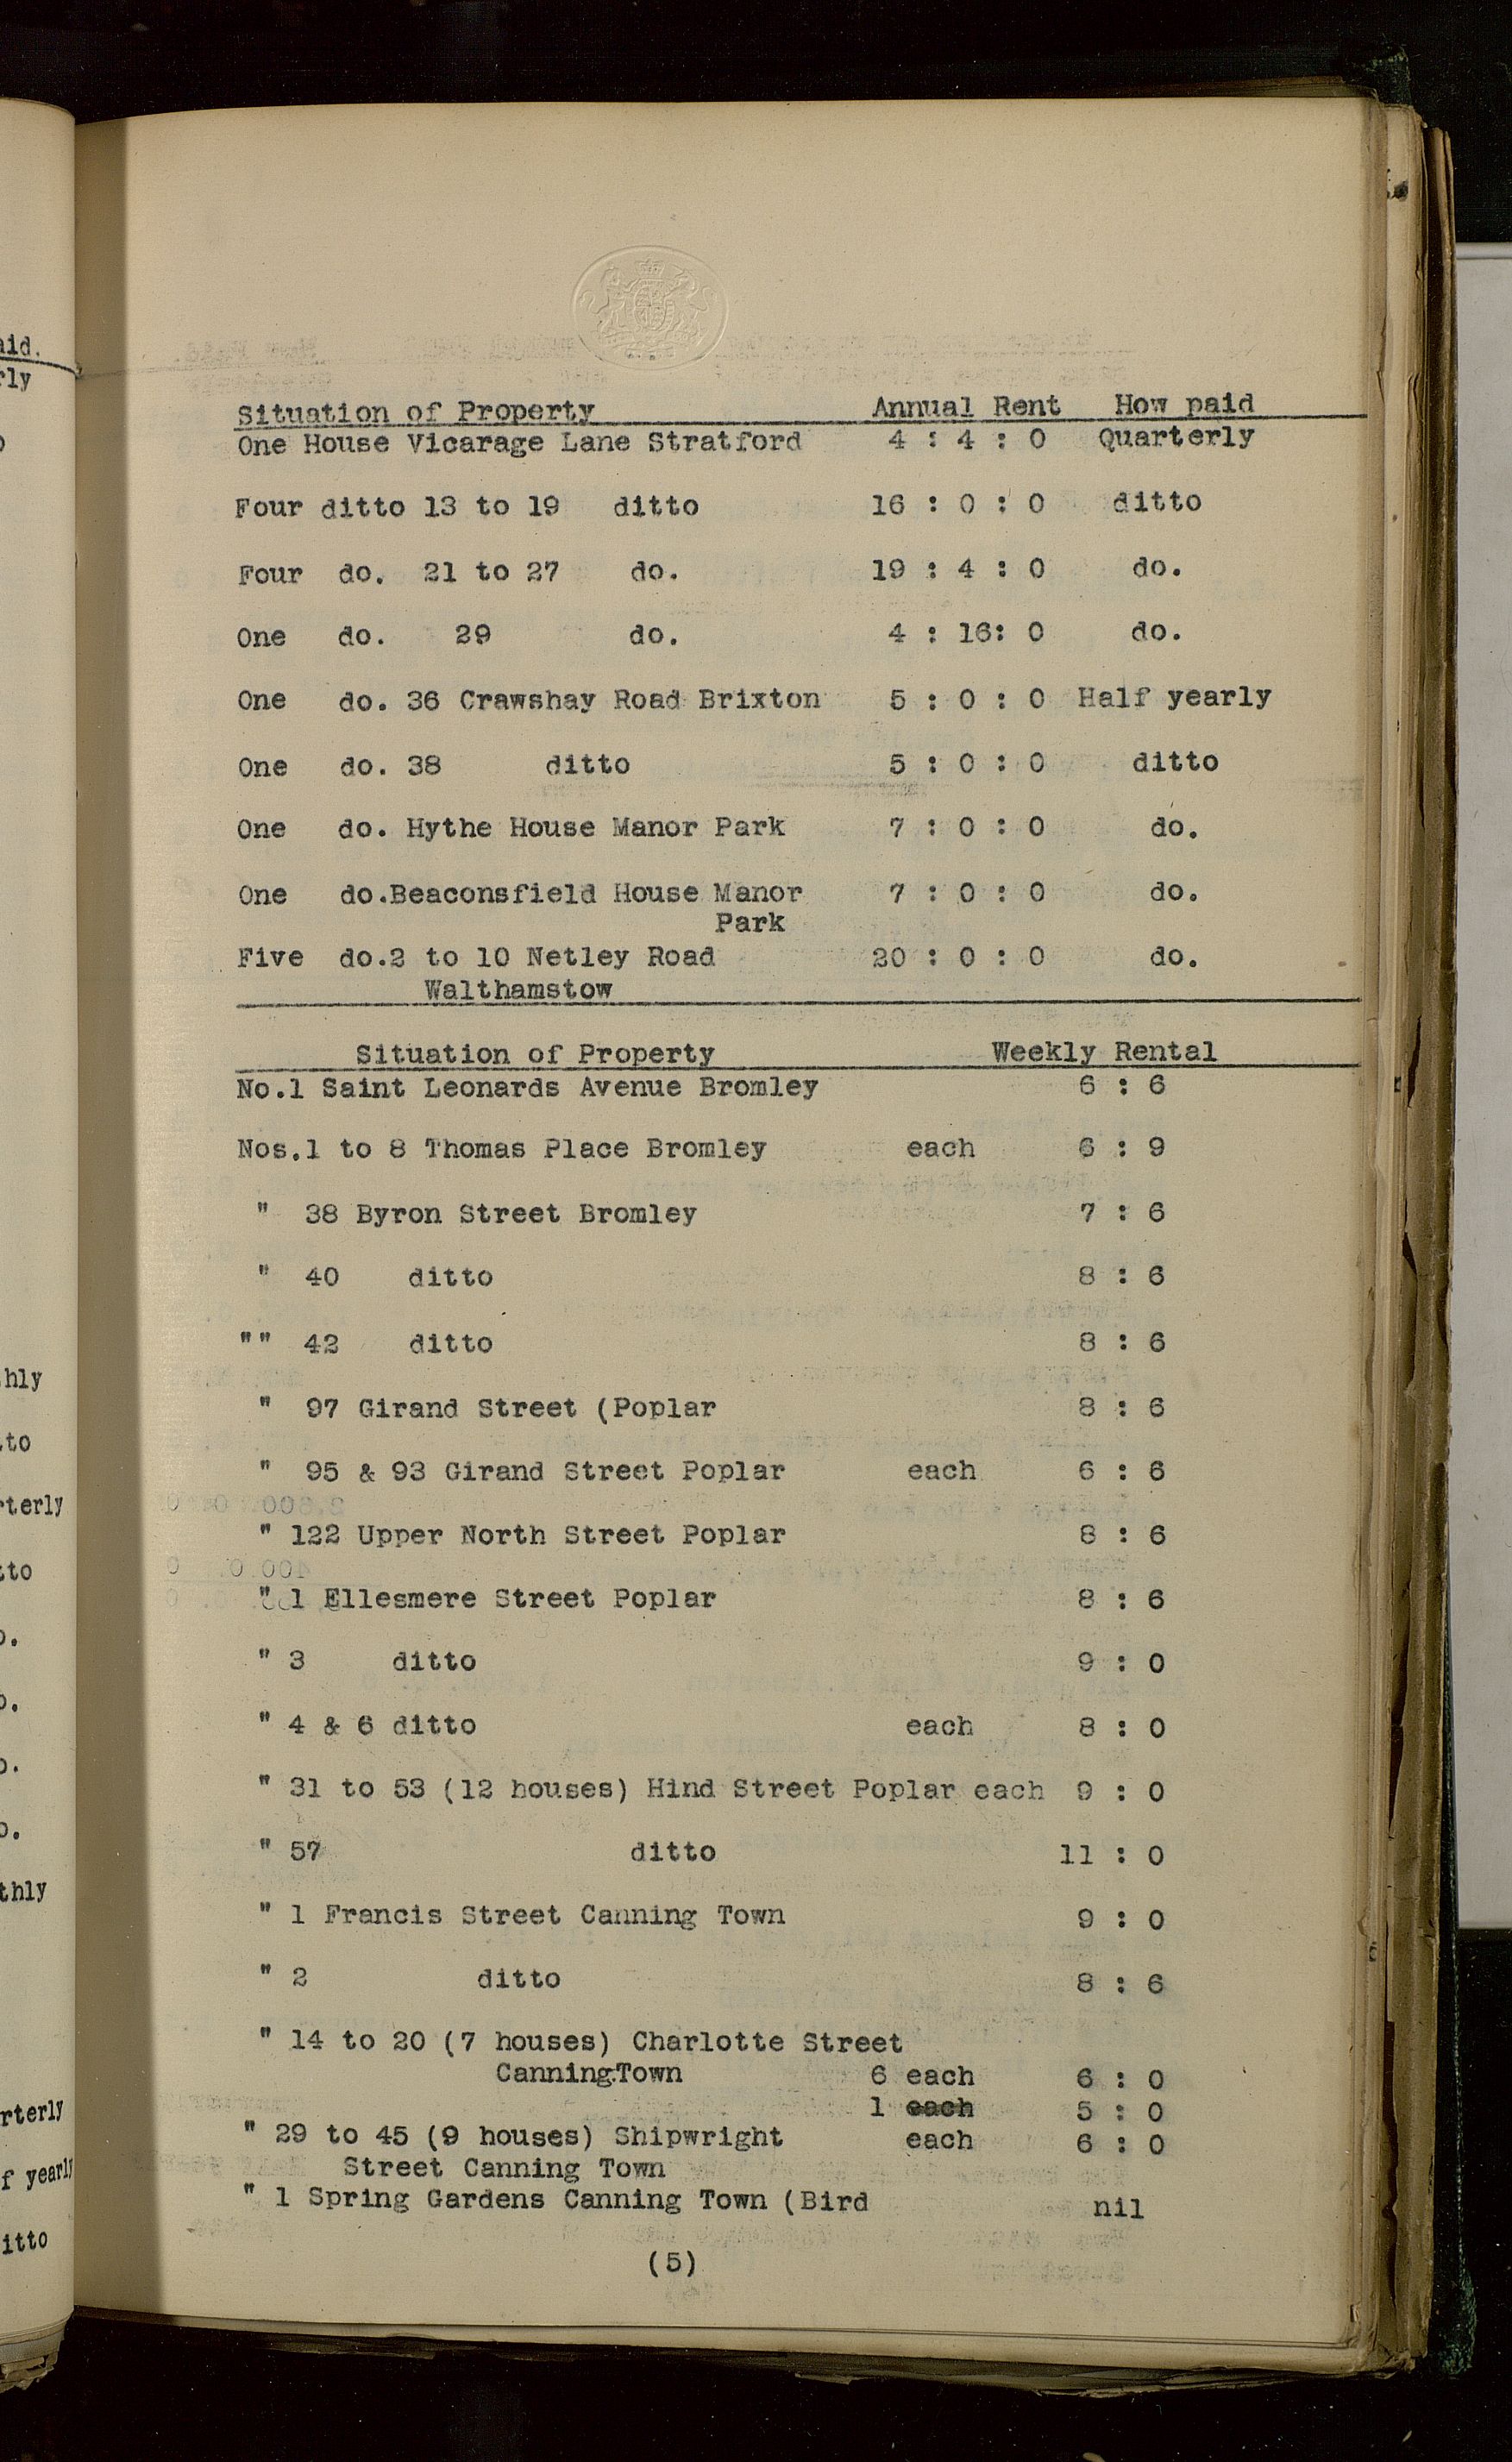 Situation of Property Annual Rent How paid
One House Vicarage Lane Stratford 4 : 4 : 0 Quarterly
Four ditto 13 to 19 ditto 16 : 0 : 0 ditto
Four do. 21 to 27 do. 19 : 4 : 0 do.
One do. 29 do. 4 : 16: 0 do.
One do. 36 Crawshay Road Brixton 5 : 0 : 0 Half yearly
One do. 38 ditto 5 : 0 : 0 ditto
One do. Hythe House Manor Park 7 : 0 : 0 do.
One do.Beaconsfield House Manor 7 : 0 : 0 do.
Park
Five do.2 to 10 Netley Road 20 : 0 : 0 do.
Walthamstow
Situation of Property Weekly Rental
No.1 Saint Leonards Avenue Bromley 6 : 6
Nos.1 to 8 Thomas Place Bromley each 6 : 9
" 38 Byron Street Bromley 7 : 6
" 40 ditto 8 : 6
"" 42 ditto 8 : 6
" 97 Girand Street (Poplar 8 : 6
" 95 & 93 Girand Street Poplar each 6 : 6
" 122 Upper North Street Poplar 8 : 6
" 1 Ellesmere Street Poplar 8 : 6
" 3 ditto 9 : 0
" 4 & 6 ditto each 8 : 0
" 31 to 53 (12 houses) Hind Street Poplar each 9 : 0
" 57 ditto 11 : 0
" 1 Francis Street Canning Town 9 : 0
" 2 ditto 8 : 6
" 14 to 20 (7 houses) Charlotte Street
Canning.Town 6 each 6 : 0
1 each 5 : 0
" 29 to 45 (9 houses) Shipwright each 6 : 0
Street Canning Town
" 1 Spring Gardens Canning Town (Bird nil
(5)